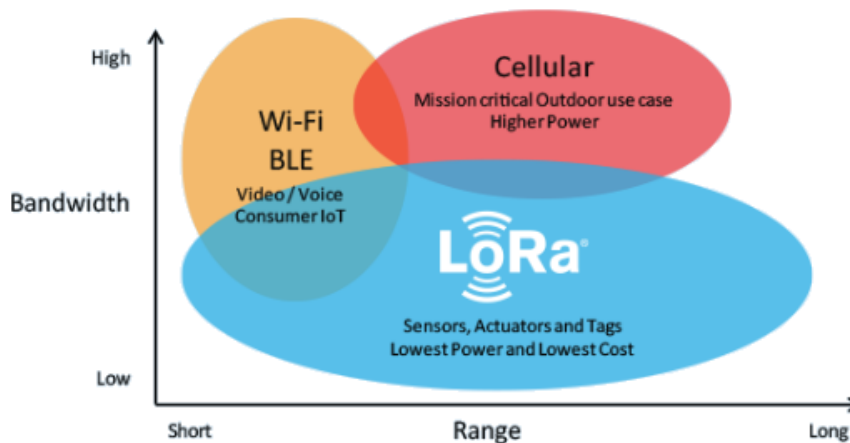 High
Bandwidth
Low
Wi-Fi
BLE
Video / Voice
Consumer IoT
Cellular
Mission critical Outdoor use case
Higher Power
LoRa®
Sensors, Actuators and Tags
Lowest Power and Lowest Cost
Short
Range
Long